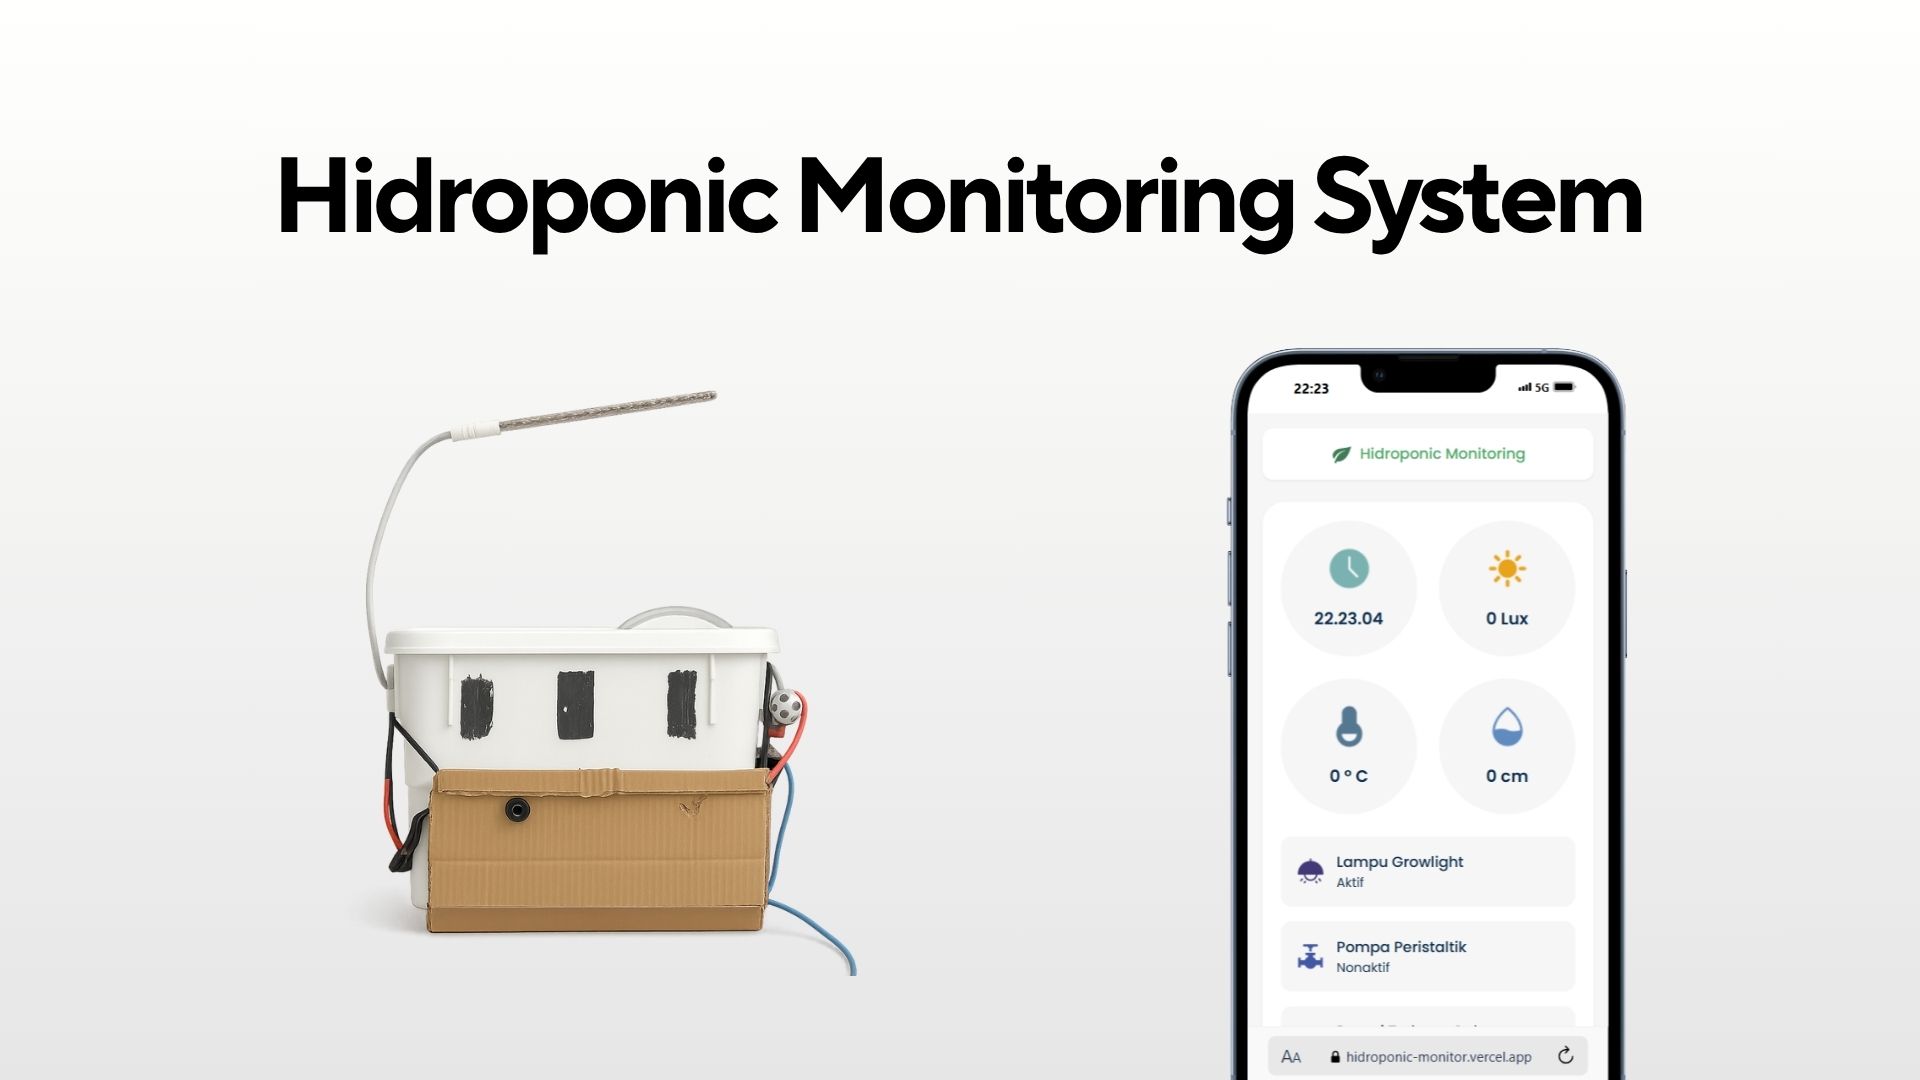 Hidroponic Monitoring System
22:23
5G
Hidroponic Monitoring
22.23.04
0 Lux
0 ° C
0 cm
Lampu Growlight
Aktif
Pompa Peristaltik
Nonaktif
AA
hidroponic-monitor.vercel.app